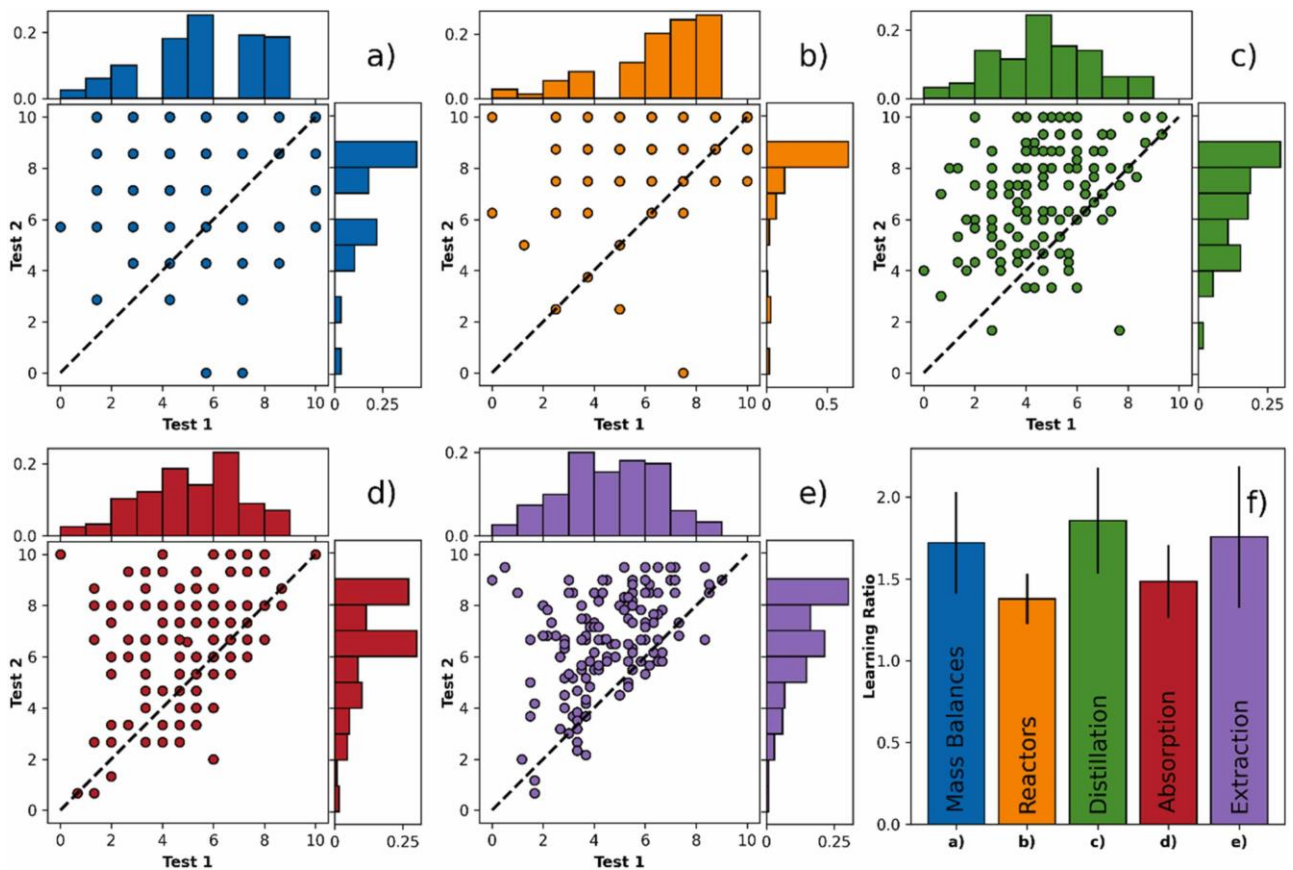 0.2
0.0
a)
10
8
6
4
2
0
Test 2
0 2 4 6 8 10
Test 1
0 0.25
0.2
0.0
b)
10
8
6
4
2
0
Test 2
0 2 4 6 8 10
Test 1
0 0.5
0.2
0.0
c)
10
8
6
4
2
0
Test 2
0 2 4 6 8 10
Test 1
0 0.25
0.2
0.0
d)
10
8
6
4
2
0
Test 2
0 2 4 6 8 10
Test 1
0 0.25
0.2
0.0
e)
10
8
6
4
2
0
Test 2
0 2 4 6 8 10
Test 1
0 0.25
f)
2.0
1.5
1.0
0.5
0.0
Learning Ratio
Mass Balances
Reactors
Distillation
Absorption
Extraction
a) b) c) d) e)